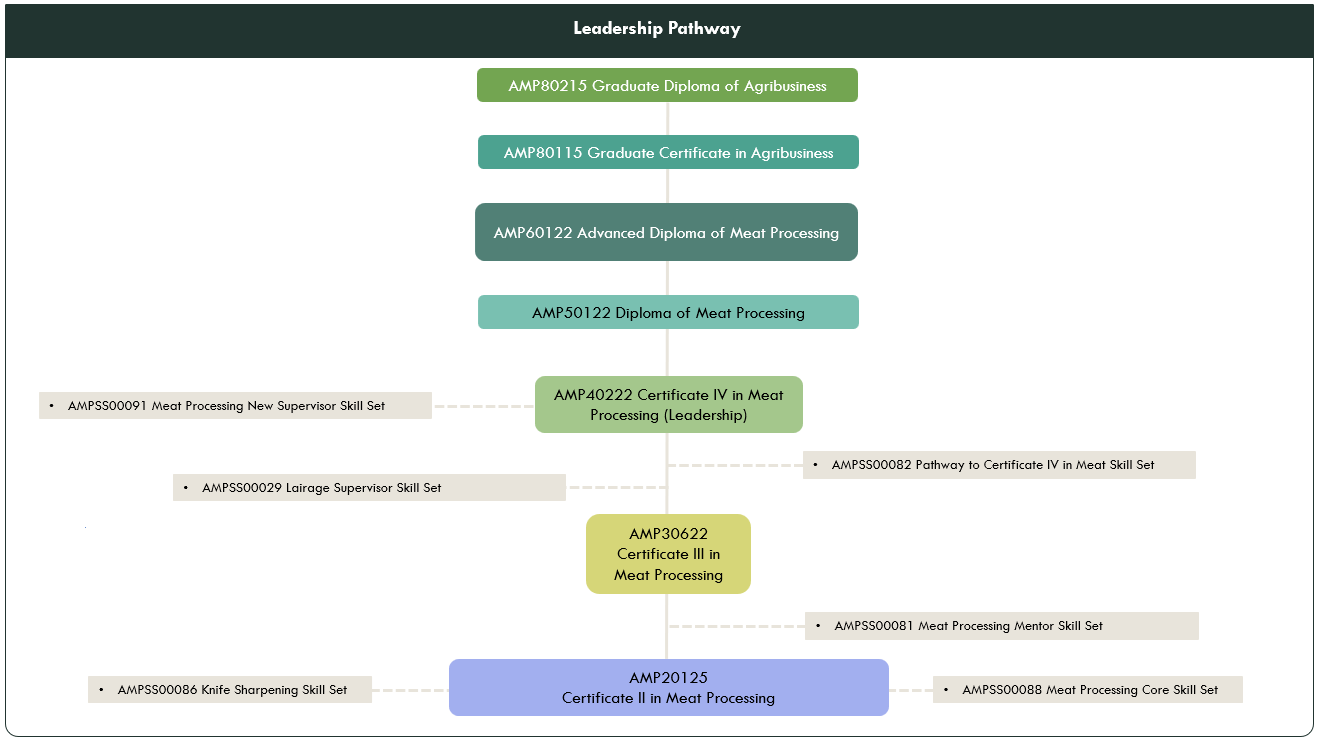 Leadership Pathway
AMP80215 Graduate Diploma of Agribusiness
AMP80115 Graduate Certificate in Agribusiness
AMP60122 Advanced Diploma of Meat Processing
AMP50122 Diploma of Meat Processing
AMP40222 Certificate IV in Meat
Processing (Leadership)
• AMPSS00091 Meat Processing New Supervisor Skill Set
• AMPSS00082 Pathway to Certificate IV in Meat Skill Set
• AMPSS00029 Lairage Supervisor Skill Set
AMP30622
Certificate III in
Meat Processing
• AMPSS00081 Meat Processing Mentor Skill Set
AMP20125
Certificate II in Meat Processing
• AMPSS00086 Knife Sharpening Skill Set
• AMPSS00088 Meat Processing Core Skill Set